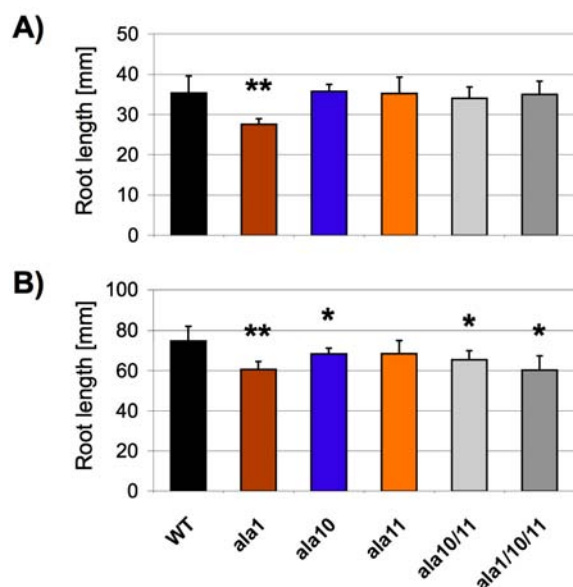 A)
Root length [mm]
50
40
30
20
10
0
**
B)
Root length [mm]
100
80
60
40
20
0
**
*
*
*
WT
ala1
ala10
ala11
ala10/11
ala1/10/11